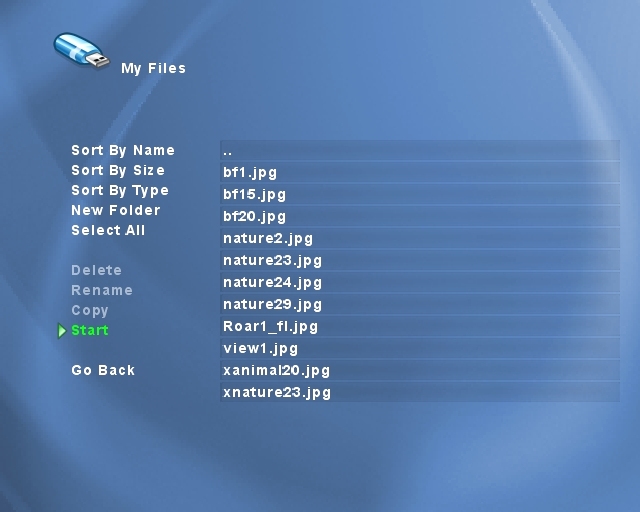 My Files
Sort By Name
Sort By Size
Sort By Type
New Folder
Select All
Delete
Rename
Copy
Start
Go Back
..
bf1.jpg
bf15.jpg
bf20.jpg
nature2.jpg
nature23.jpg
nature24.jpg
nature29.jpg
Roar1_fl.jpg
view1.jpg
xanimal20.jpg
xnature23.jpg